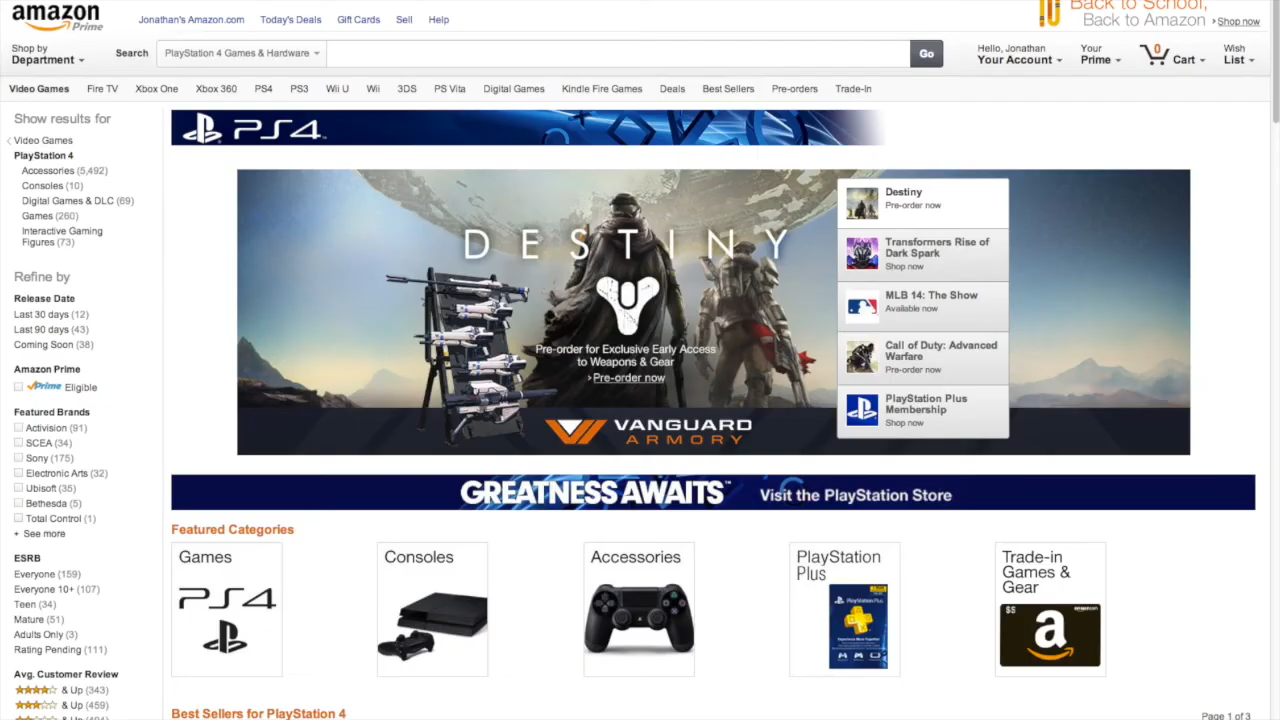 amazon
Prime
Jonathan's Amazon.com
Today's Deals
Gift Cards
Sell
Help
Back to School,
Back to Amazon
Shop now
Shop by
Department
Search
PlayStation 4 Games & Hardware
Go
Hello, Jonathan
Your Account
Your
Prime
0
Cart
Wish
List
Video Games
Fire TV
Xbox One
Xbox 360
PS4
PS3
Wii U
Wii
3DS
PS Vita
Digital Games
Kindle Fire Games
Deals
Best Sellers
Pre-orders
Trade-In
Show results for
Video Games
PlayStation 4
Accessories (5,492)
Consoles (10)
Digital Games & DLC (69)
Games (260)
Interactive Gaming
Figures (73)
Refine by
Release Date
Last 30 days (12)
Last 90 days (43)
Coming Soon (38)
Amazon Prime
Prime Eligible
Featured Brands
Activision (91)
SCEA (34)
Sony (175)
Electronic Arts (32)
Ubisoft (35)
Bethesda (5)
Total Control (1)
+ See more
ESRB
Everyone (159)
Everyone 10+ (107)
Teen (34)
Mature (51)
Adults Only (3)
Rating Pending (111)
Avg. Customer Review
& Up (343)
& Up (459)
PS4
DESTINY
Pre-order for Exclusive Early Access
to Weapons & Gear
Pre-order now
VANGUARD
ARMORY
Destiny
Pre-order now
Transformers Rise of
Dark Spark
Shop now
MLB 14: The Show
Available now
Call of Duty: Advanced
Warfare
Pre-order now
PlayStation Plus
Membership
Shop now
GREATNESS AWAITS™
Visit the PlayStation Store
Featured Categories
Games
PS4
Consoles
Accessories
PlayStation
Plus
PlayStation Plus
Trade-in
Games &
Gear
$$
amazon
a
Best Sellers for PlayStation 4
Page 1 of 3